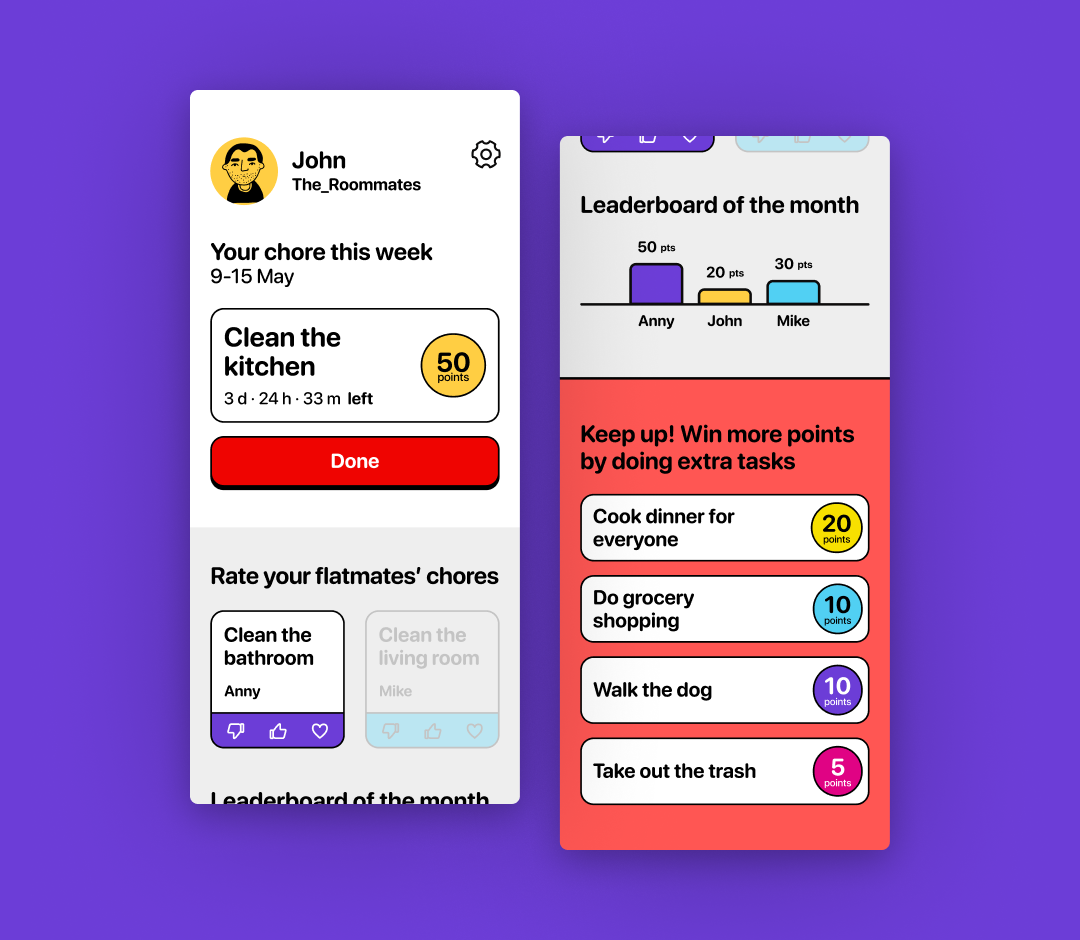 John
The_Roommates
Your chore this week
9-15 May
Clean the
kitchen
3 d · 24 h · 33 m left
50
points
Done
Rate your flatmates’ chores
Clean the
bathroom
Anny
Clean the
living room
Mike
Leaderboard of the month
Leaderboard of the month
50 pts
20 pts
30 pts
Anny
John
Mike
Keep up! Win more points
by doing extra tasks
Cook dinner for
everyone
20
points
Do grocery
shopping
10
points
Walk the dog
10
points
Take out the trash
5
points